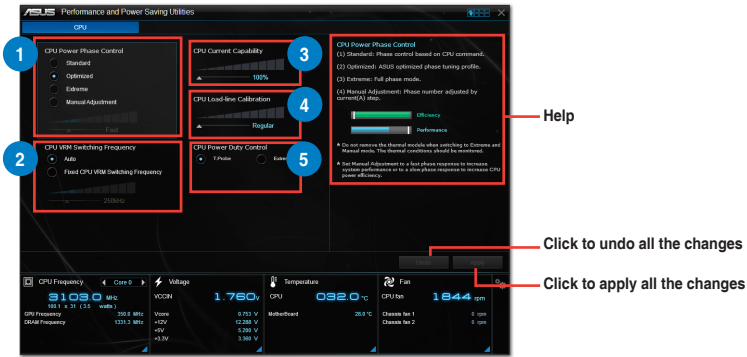 ASUS Performance and Power Saving Utilities
CPU
1
CPU Power Phase Control
Standard
Optimized
Extreme
Manual Adjustment
Fast
2
CPU VRM Switching Frequency
Auto
Fixed CPU VRM Switching Frequency
250kHz
CPU Current Capability
3
100%
CPU Load-line Calibration
4
Regular
CPU Power Duty Control
5
T.Probe
Extre
CPU Power Phase Control
(1) Standard: Phase control based on CPU command.
(2) Optimized: ASUS optimized phase tuning profile.
(3) Extreme: Full phase mode.
(4) Manual Adjustment: Phase number adjusted by
current(A) step.
Efficiency
Performance
* Do not remove the thermal module when switching to Extreme and
Manual mode. The thermal conditions should be monitored.
* Set Manual Adjustment to a fast phase response to increase
system performance or to a slow phase response to increase CPU
power efficiency.
Help
Undo
Apply
Click to undo all the changes
Click to apply all the changes
CPU Frequency
Core 0
3103.0 MHz
100.1 x 31 (3.5 watts)
GPU Frequency 350.0 MHz
DRAM Frequency 1331.3 MHz
Voltage
VCCIN 1.760v
Vcore 0.753 V
+12V 12.288 V
+5V 5.200 V
+3.3V 3.360 V
Temperature
CPU 032.0 °C
MotherBoard 28.0 °C
Fan
CPU fan 1844 rpm
Chassis fan 1 0 rpm
Chassis fan 2 0 rpm